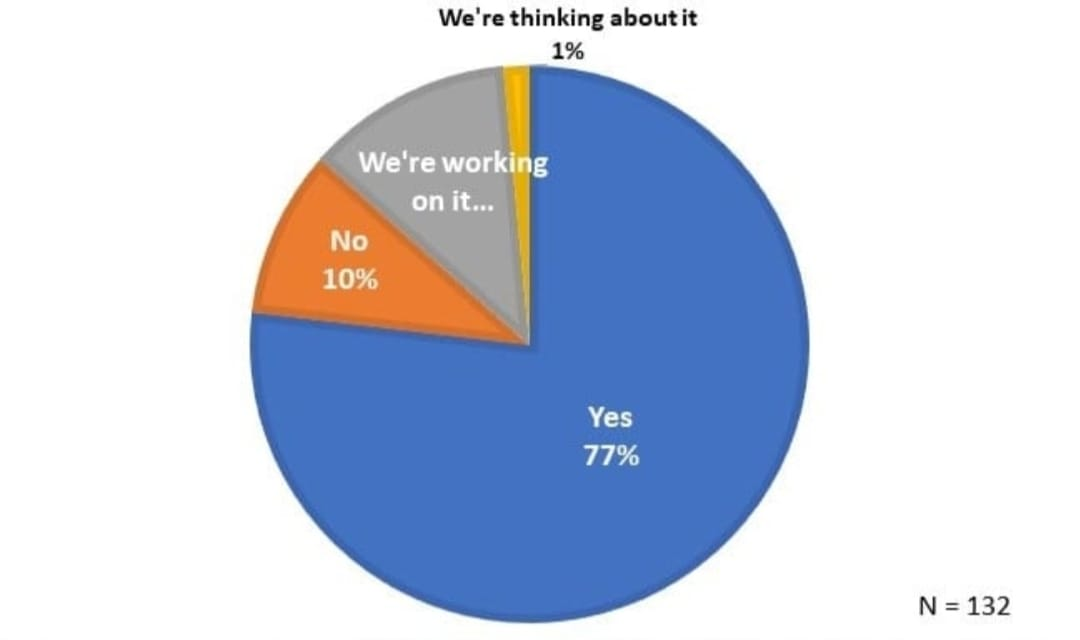 We're thinking about it
1%
We're working
on it...
No
10%
Yes
77%
N = 132